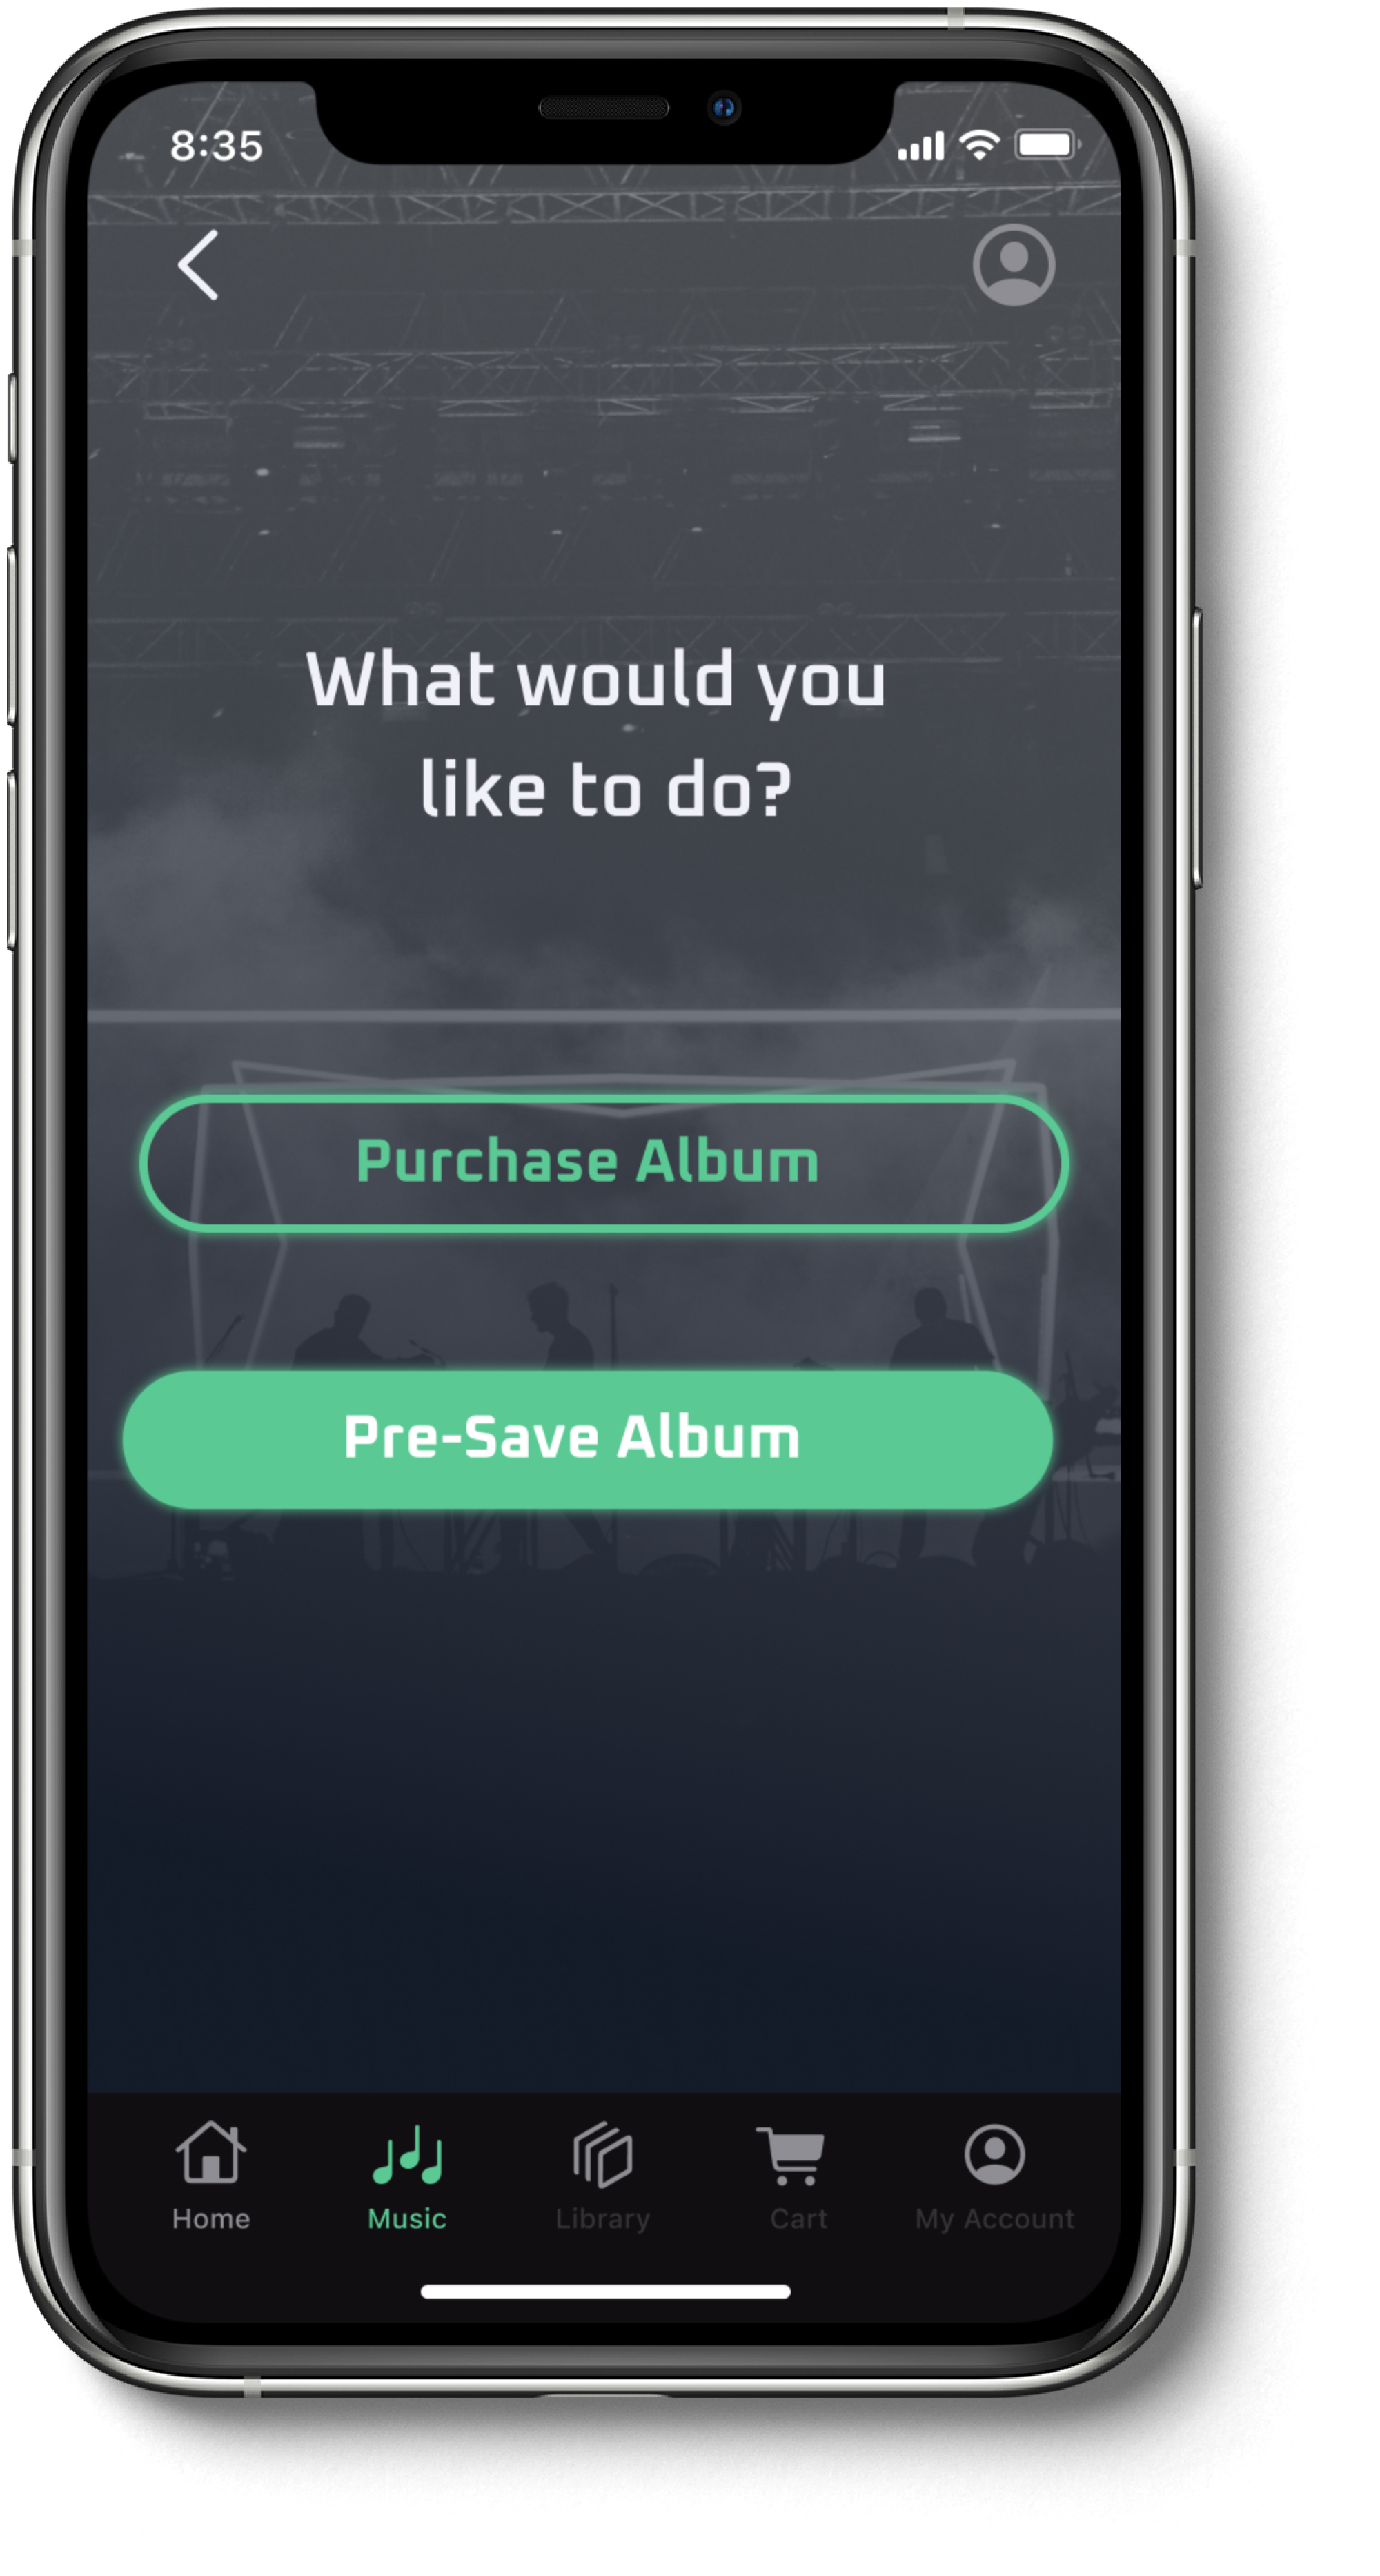 8:35
What would you
like to do?
Purchase Album
Pre-Save Album
Home
Music
Library
Cart
My Account